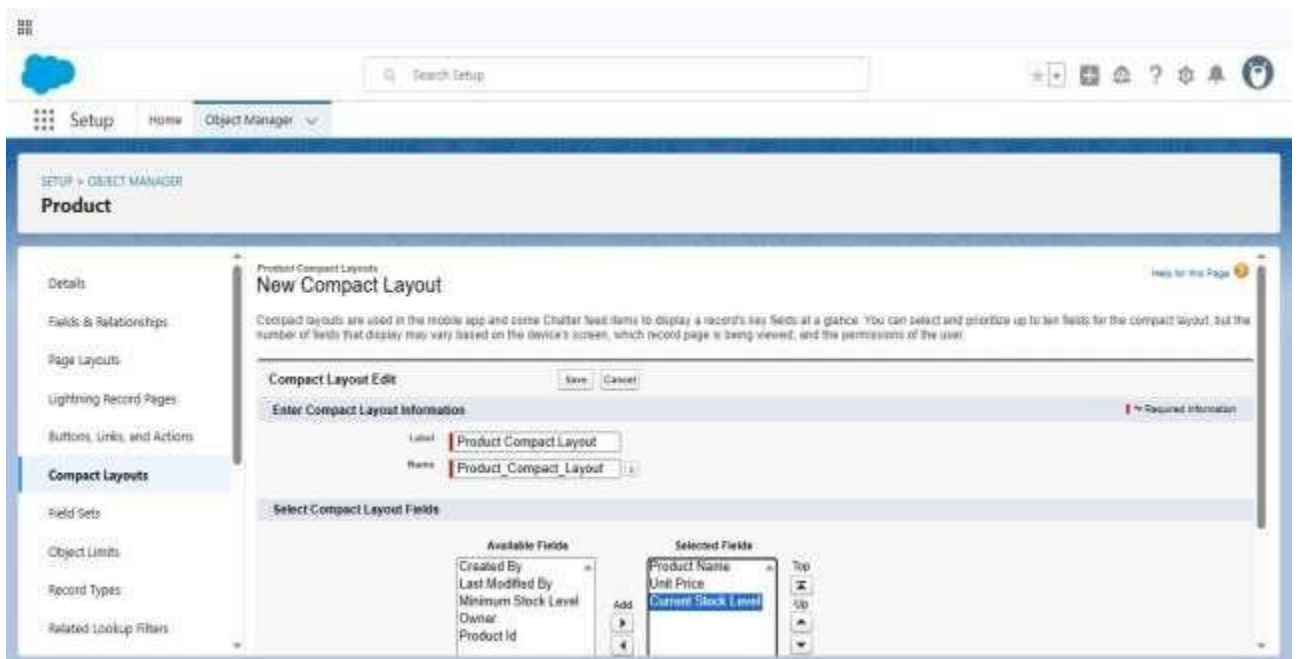 Search Setup
Setup Home Object Manager
SETUP > OBJECT MANAGER
Product
Details
Fields & Relationships
Page Layouts
Lightning Record Pages
Buttons, Links, and Actions
Compact Layouts
Field Sets
Object Limits
Record Types
Related Lookup Filters
Product Compact Layouts
New Compact Layout
Help for this Page
Compact layouts are used in the mobile app and some Chatter feed items to display a record's key fields at a glance. You can select and prioritize up to ten fields for the compact layout, but the
number of fields that display may vary based on the device's screen, which record page is being viewed, and the permissions of the user.
Compact Layout Edit Save Cancel
Enter Compact Layout Information = Required Information
Label Product Compact Layout
Name Product_Compact_Layout i
Select Compact Layout Fields
Available Fields Selected Fields
Created By
Last Modified By
Minimum Stock Level
Owner
Product Id
Add
Product Name
Unit Price
Current Stock Level
Top
Up